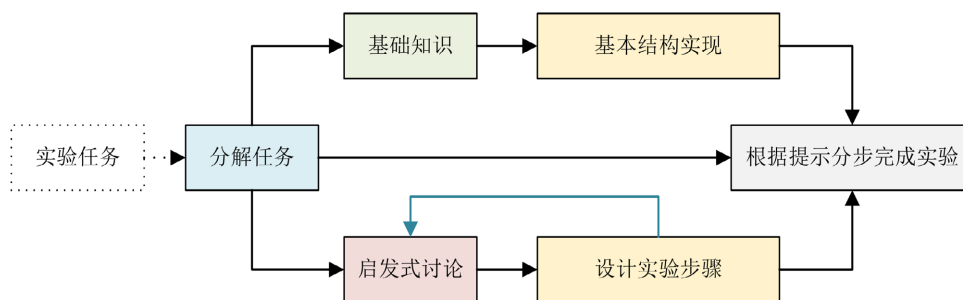 基础知识
基本结构实现
实验任务
分解任务
根据提示分步完成实验
启发式讨论
设计实验步骤